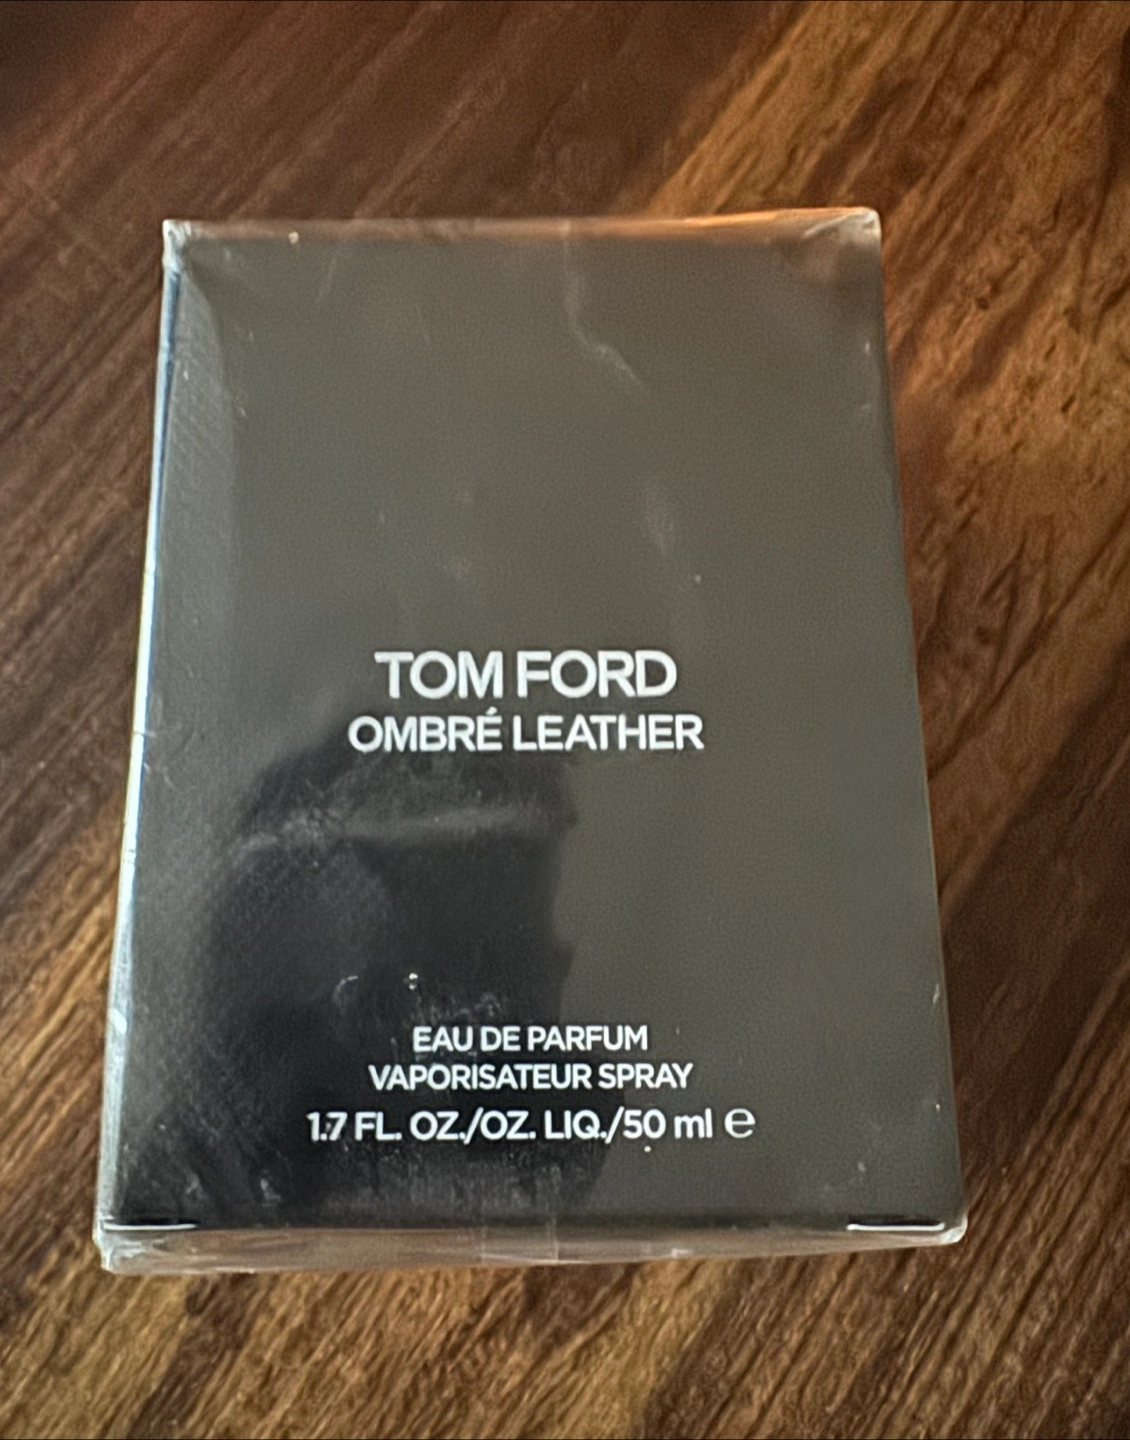 TOM FORD
OMBRÉ LEATHER
EAU DE PARFUM
VAPORISATEUR SPRAY
1.7 FL. OZ./OZ. LIQ./50 ml ℮